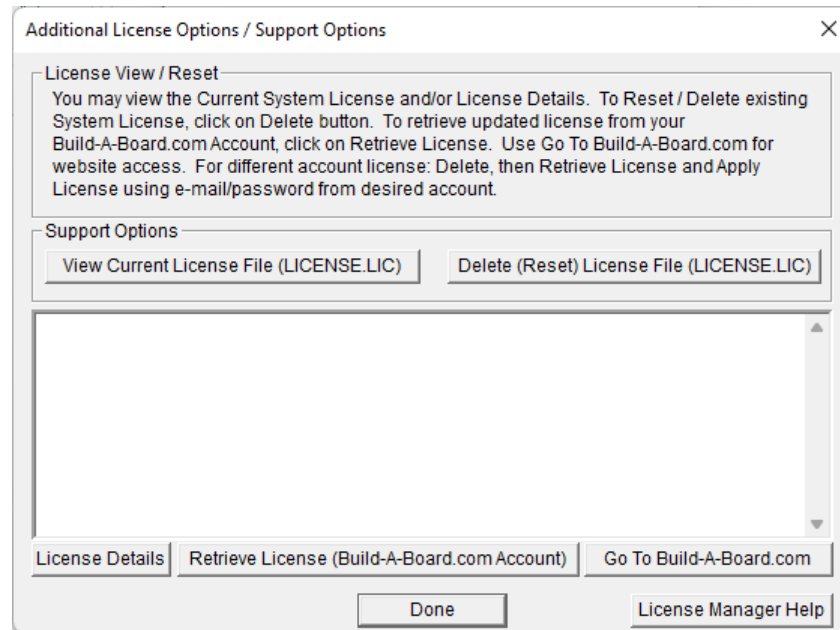 Additional License Options / Support Options
License View / Reset
You may view the Current System License and/or License Details. To Reset / Delete existing
System License, click on Delete button. To retrieve updated license from your
Build-A-Board.com Account, click on Retrieve License. Use Go To Build-A-Board.com for
website access. For different account license: Delete, then Retrieve License and Apply
License using e-mail/password from desired account.
Support Options
View Current License File (LICENSE.LIC)
Delete (Reset) License File (LICENSE.LIC)
License Details
Retrieve License (Build-A-Board.com Account)
Go To Build-A-Board.com
Done
License Manager Help